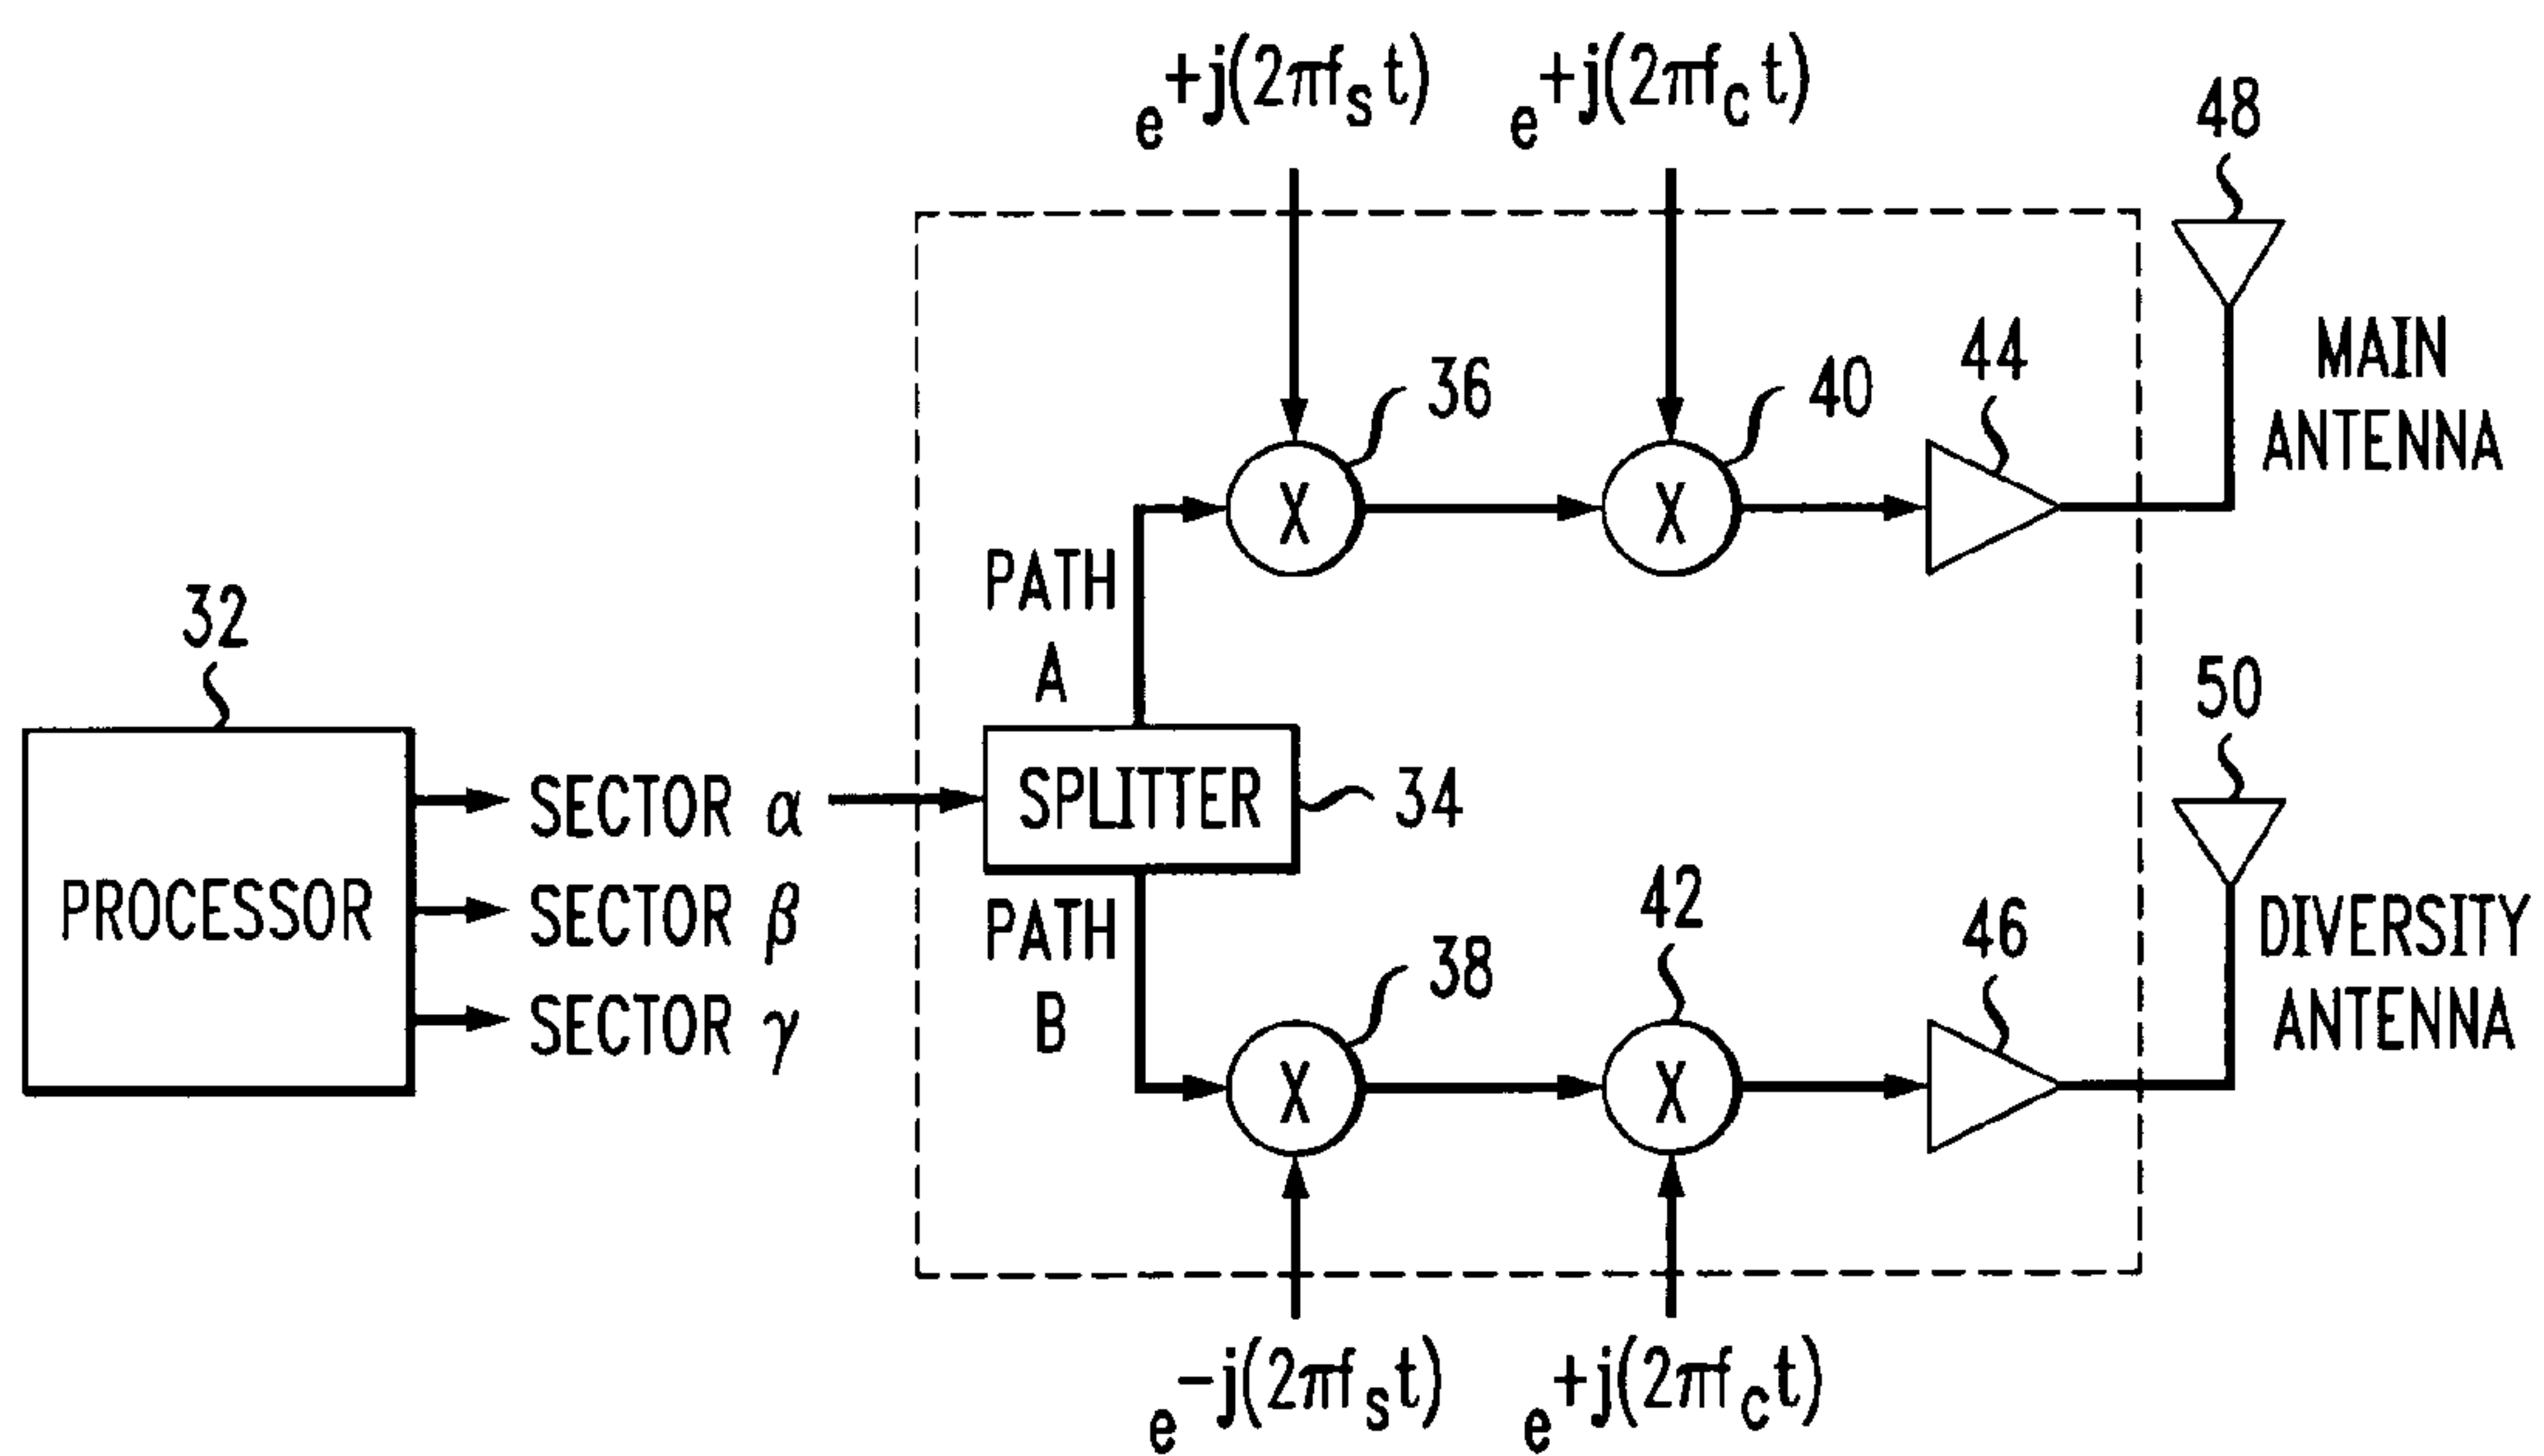 e+j(2πfst)
e+j(2πfct)
48
36
40
44
MAIN
ANTENNA
PATH
A
32
PROCESSOR
SECTOR α
SECTOR β
SECTOR γ
SPLITTER
34
50
PATH
B
38
42
46
DIVERSITY
ANTENNA
X
X
X
X
e-j(2πfst)
e+j(2πfct)